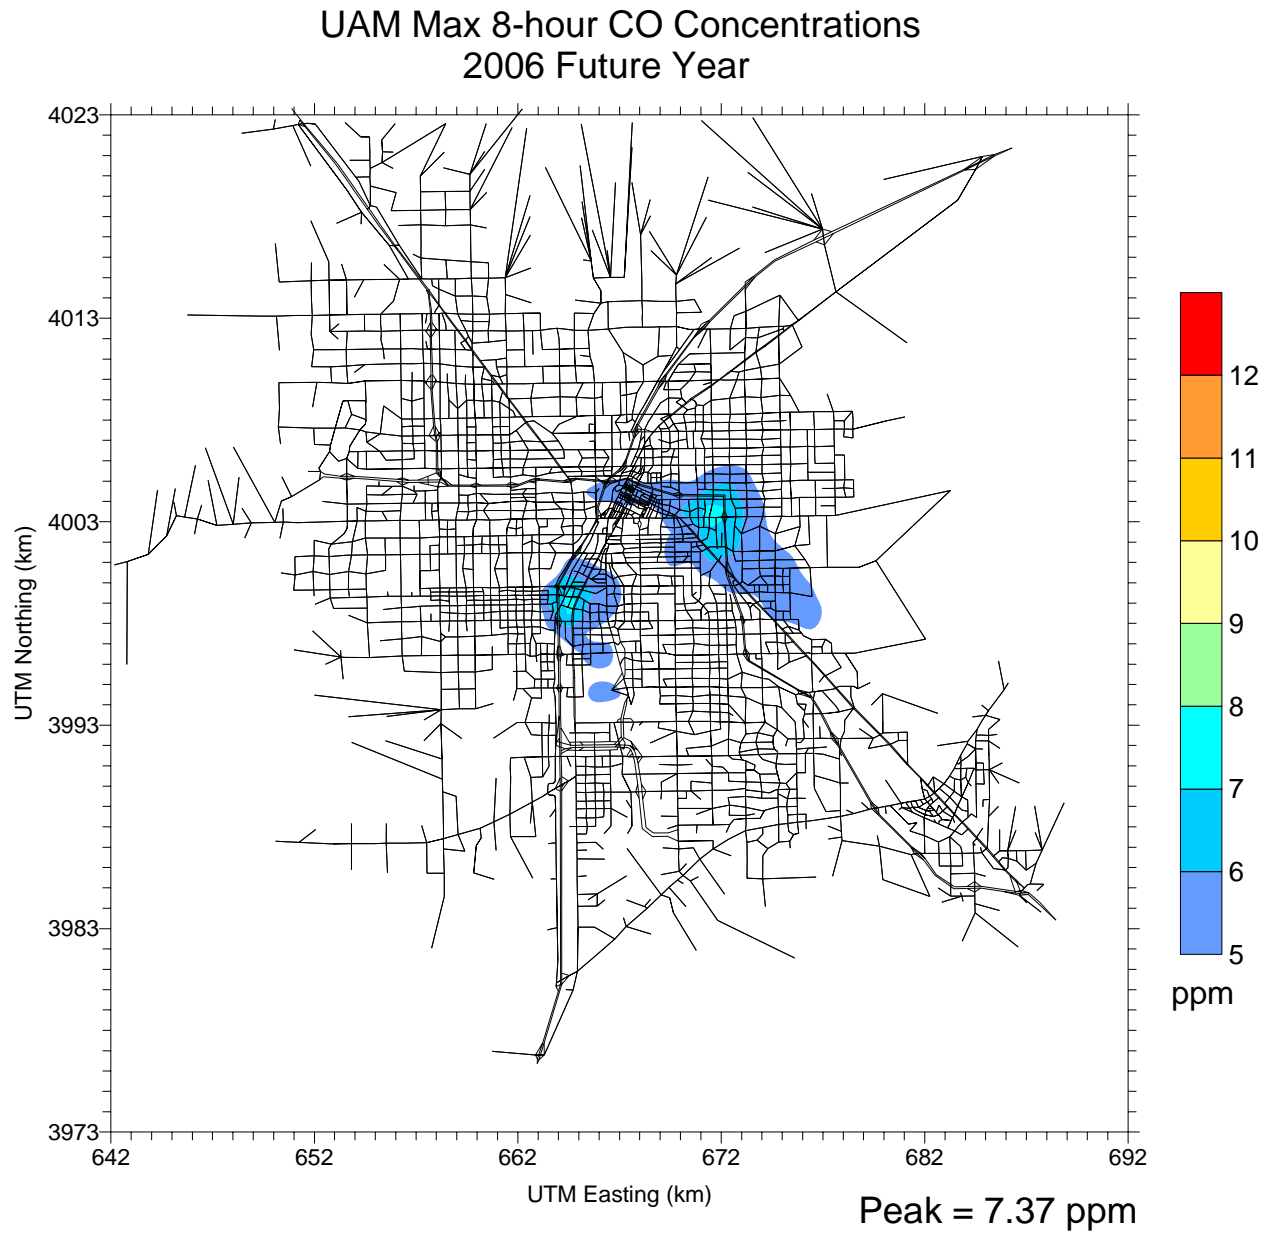 UAM Max 8-hour CO Concentrations
2006 Future Year
4023
4013
4003
3993
3983
3973
UTM Northing (km)
642 652 662 672 682 692
UTM Easting (km)
12
11
10
9
8
7
6
5
ppm
Peak = 7.37 ppm